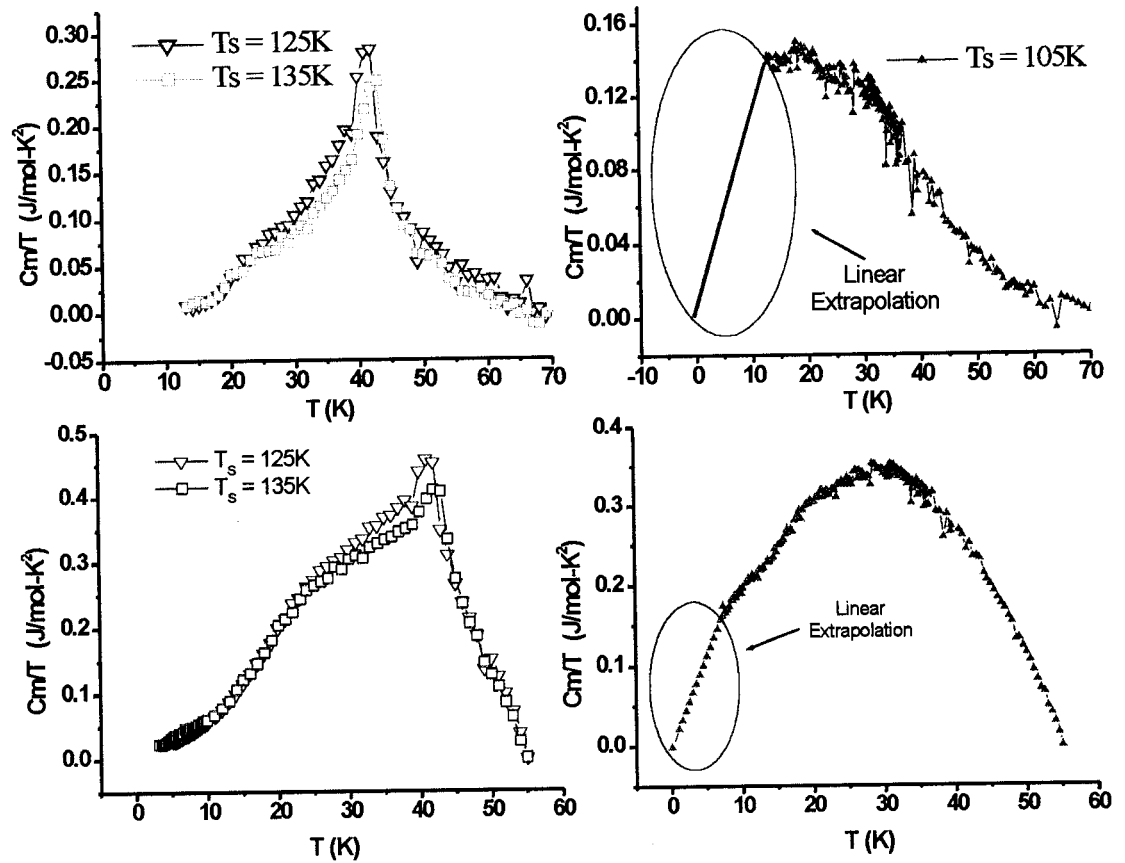 0.30
0.25
0.20
0.15
0.10
0.05
0.00
-0.05
Cm/T (J/mol-K²)
Ts = 125K
Ts = 135K
10 20 30 40 50 60 70
T (K)
0.16
0.12
0.08
0.04
0.00
Cm/T (J/mol-K²)
Ts = 105K
Linear
Extrapolation
-10 0 10 20 30 40 50 60 70
T (K)
0.5
0.4
0.3
0.2
0.1
0.0
Cm/T (J/mol-K²)
Tₛ = 125K
Tₛ = 135K
0 10 20 30 40 50 60
T (K)
0.4
0.3
0.2
0.1
0.0
Cm/T (J/mol-K²)
Linear
Extrapolation
0 10 20 30 40 50 60
T (K)